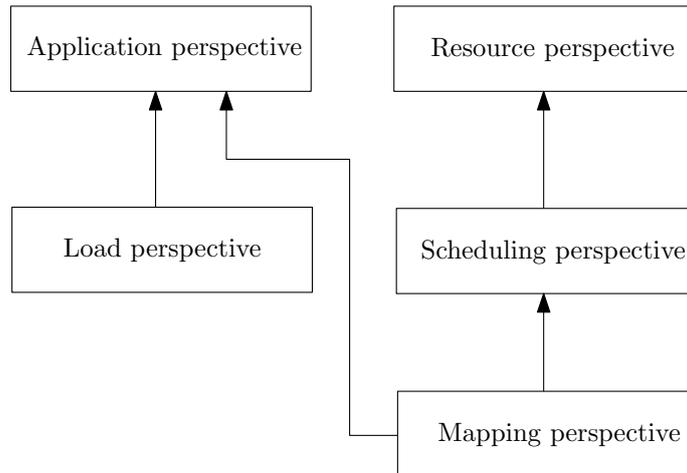 Application perspective
Resource perspective
Load perspective
Scheduling perspective
Mapping perspective